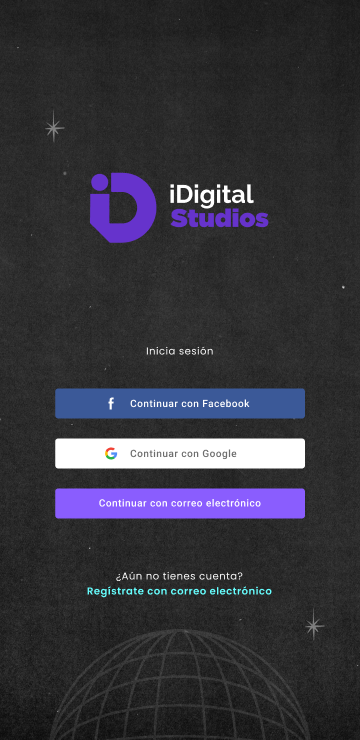 iDigital
Studios
Inicia sesión
Continuar con Facebook
Continuar con Google
Continuar con correo electrónico
¿Aún no tienes cuenta?
Regístrate con correo electrónico